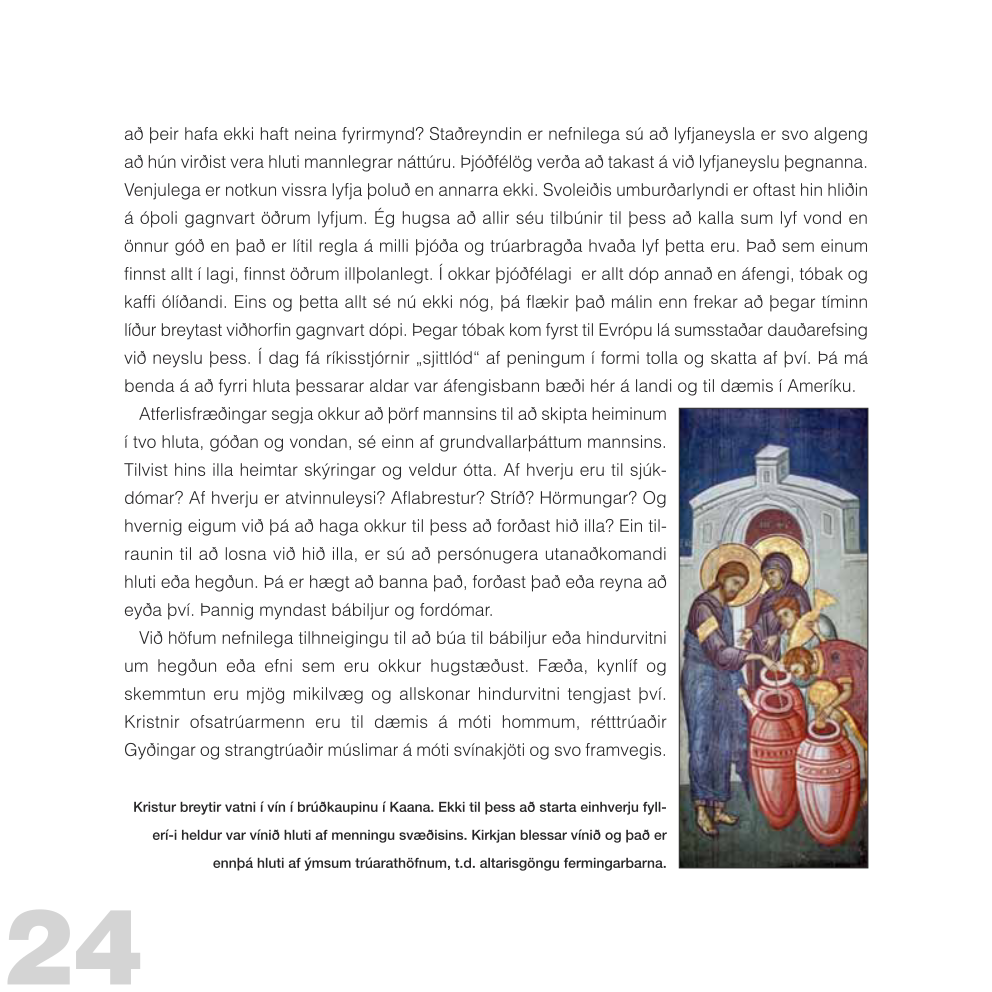 að þeir hafa ekki haft neina fyrirmynd? Staðreyndin er nefnilega sú að lyfjaneysla er svo algeng
að hún virðist vera hluti mannlegrar náttúru. Þjóðfélög verða að takast á við lyfjaneyslu þegnanna.
Venjulega er notkun vissra lyfja þoluð en annarra ekki. Svoleiðis umburðarlyndi er oftast hin hliðin
á óþoli gagnvart öðrum lyfjum. Ég hugsa að allir séu tilbúnir til þess að kalla sum lyf vond en
önnur góð en það er lítil regla á milli þjóða og trúarbragða hvaða lyf þetta eru. Það sem einum
finnst allt í lagi, finnst öðrum illþolanlegt. Í okkar þjóðfélagi  er allt dóp annað en áfengi, tóbak og
kaffi ólíðandi. Eins og þetta allt sé nú ekki nóg, þá flækir það málin enn frekar að þegar tíminn
líður breytast viðhorfin gagnvart dópi. Þegar tóbak kom fyrst til Evrópu lá sumsstaðar dauðarefsing
við neyslu þess. Í dag fá ríkisstjórnir „sjittlód“ af peningum í formi tolla og skatta af því. Þá má
benda á að fyrri hluta þessarar aldar var áfengisbann bæði hér á landi og til dæmis í Ameríku.
Atferlisfræðingar segja okkur að þörf mannsins til að skipta heiminum
í tvo hluta, góðan og vondan, sé einn af grundvallarþáttum mannsins.
Tilvist hins illa heimtar skýringar og veldur ótta. Af hverju eru til sjúk-
dómar? Af hverju er atvinnuleysi? Aflabrestur? Stríð? Hörmungar? Og
hvernig eigum við þá að haga okkur til þess að forðast hið illa? Ein til-
raunin til að losna við hið illa, er sú að persónugera utanaðkomandi
hluti eða hegðun. Þá er hægt að banna það, forðast það eða reyna að
eyða því. Þannig myndast bábiljur og fordómar.
Við höfum nefnilega tilhneigingu til að búa til bábiljur eða hindurvitni
um hegðun eða efni sem eru okkur hugstæðust. Fæða, kynlíf og
skemmtun eru mjög mikilvæg og allskonar hindurvitni tengjast því.
Kristnir ofsatrúarmenn eru til dæmis á móti hommum, rétttrúaðir
Gyðingar og strangtrúaðir múslimar á móti svínakjöti og svo framvegis.
Kristur breytir vatni í vín í brúðkaupinu í Kaana. Ekki til þess að starta einhverju fyll-
erí-i heldur var vínið hluti af menningu svæðisins. Kirkjan blessar vínið og það er
ennþá hluti af ýmsum trúarathöfnum, t.d. altarisgöngu fermingarbarna.
24